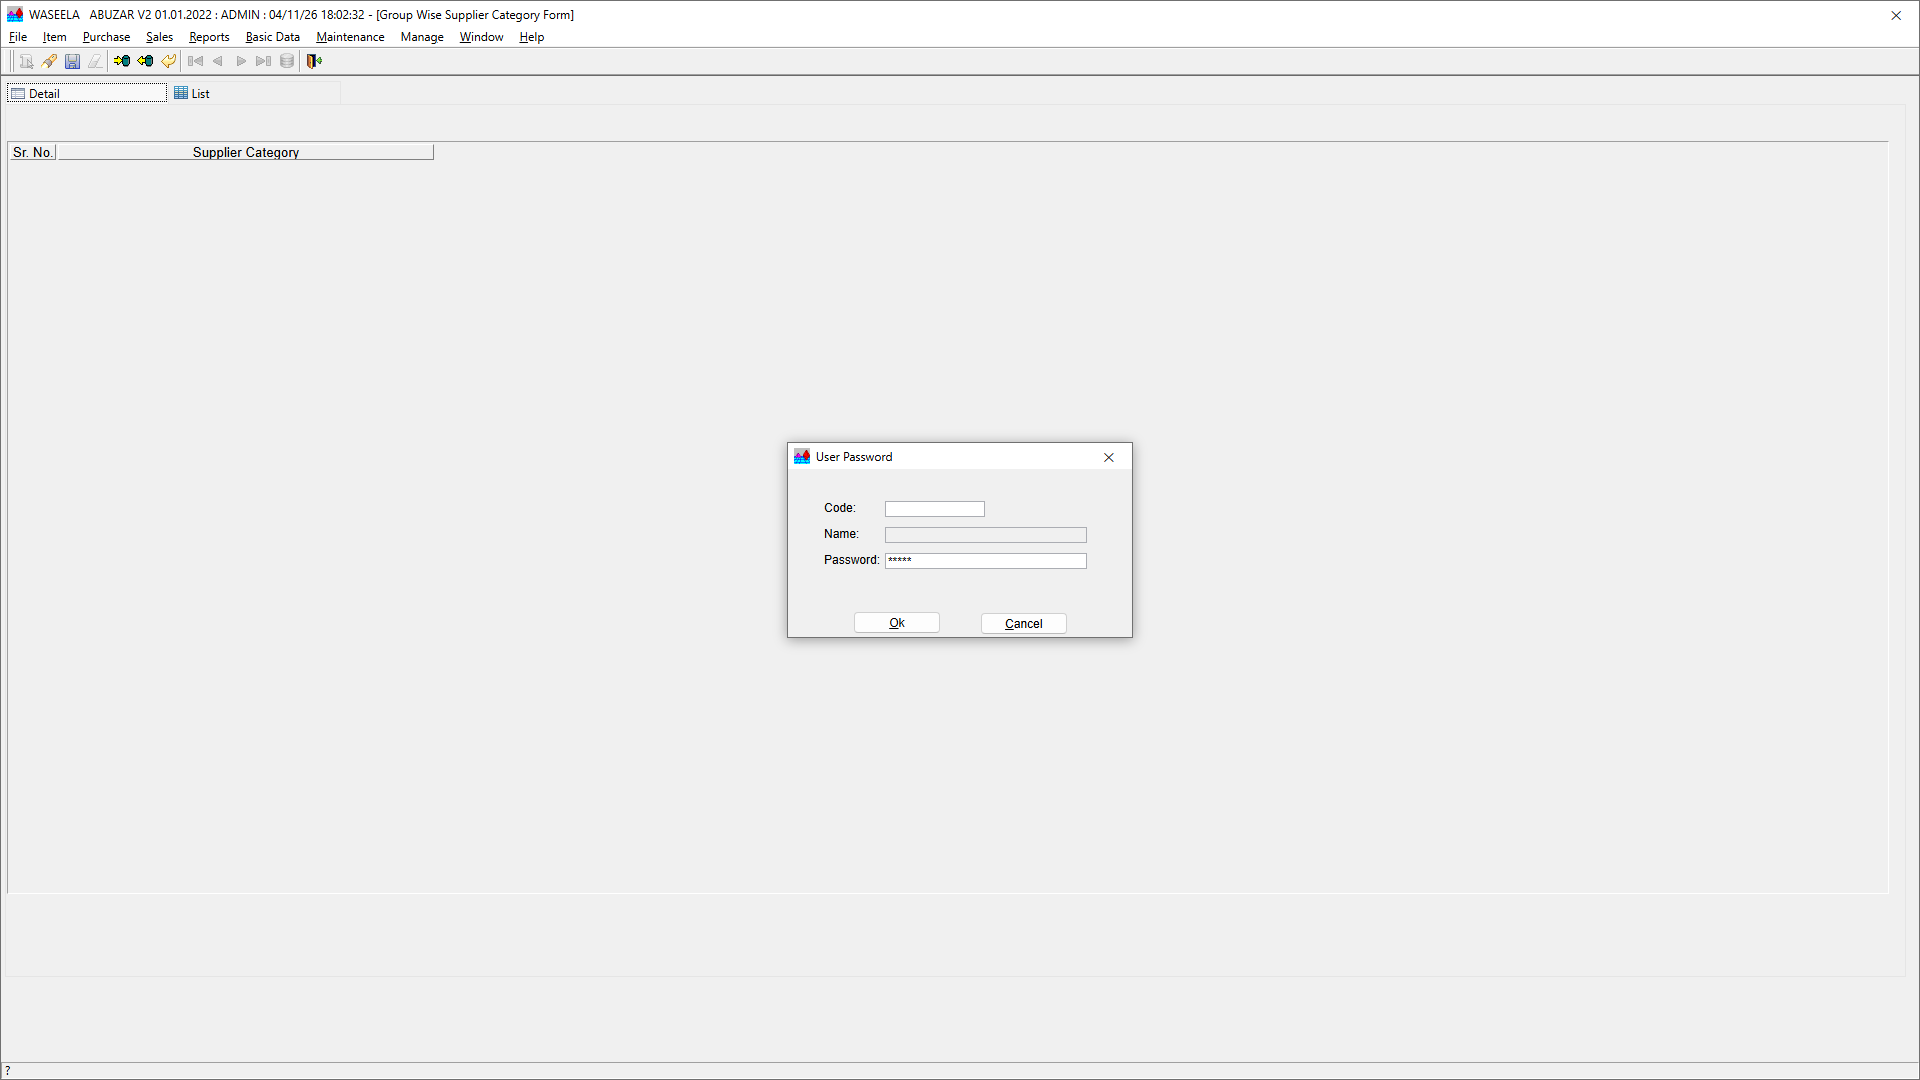 WASEELA   ABUZAR V2 01.01.2022 : ADMIN : 04/11/26 18:02:32 - [Group Wise Supplier Category Form]
File Item Purchase Sales Reports Basic Data Maintenance Manage Window Help
Detail List
Sr. No. Supplier Category
User Password
Code:
Name:
Password: *****
Ok Cancel
?